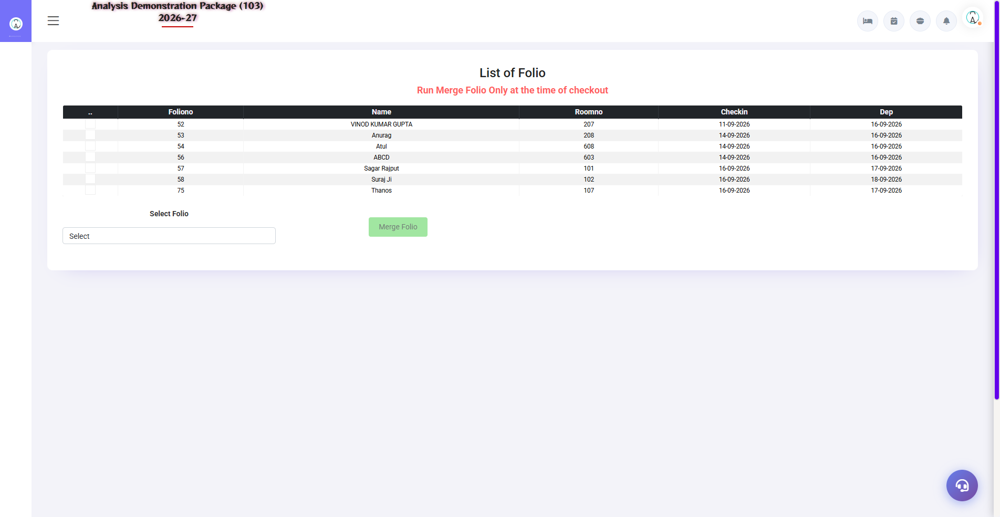 Analysis Demonstration Package (103)
2026-27
List of Folio
Run Merge Folio Only at the time of checkout
.. Foliono Name Roomno Checkin Dep
52 VINOD KUMAR GUPTA 207 11-09-2026 16-09-2026
53 Anurag 208 14-09-2026 16-09-2026
54 Atul 608 14-09-2026 16-09-2026
56 ABCD 603 14-09-2026 16-09-2026
57 Sagar Rajput 101 16-09-2026 17-09-2026
58 Suraj Ji 102 16-09-2026 18-09-2026
75 Thanos 107 16-09-2026 17-09-2026
Select Folio
Merge Folio
Select